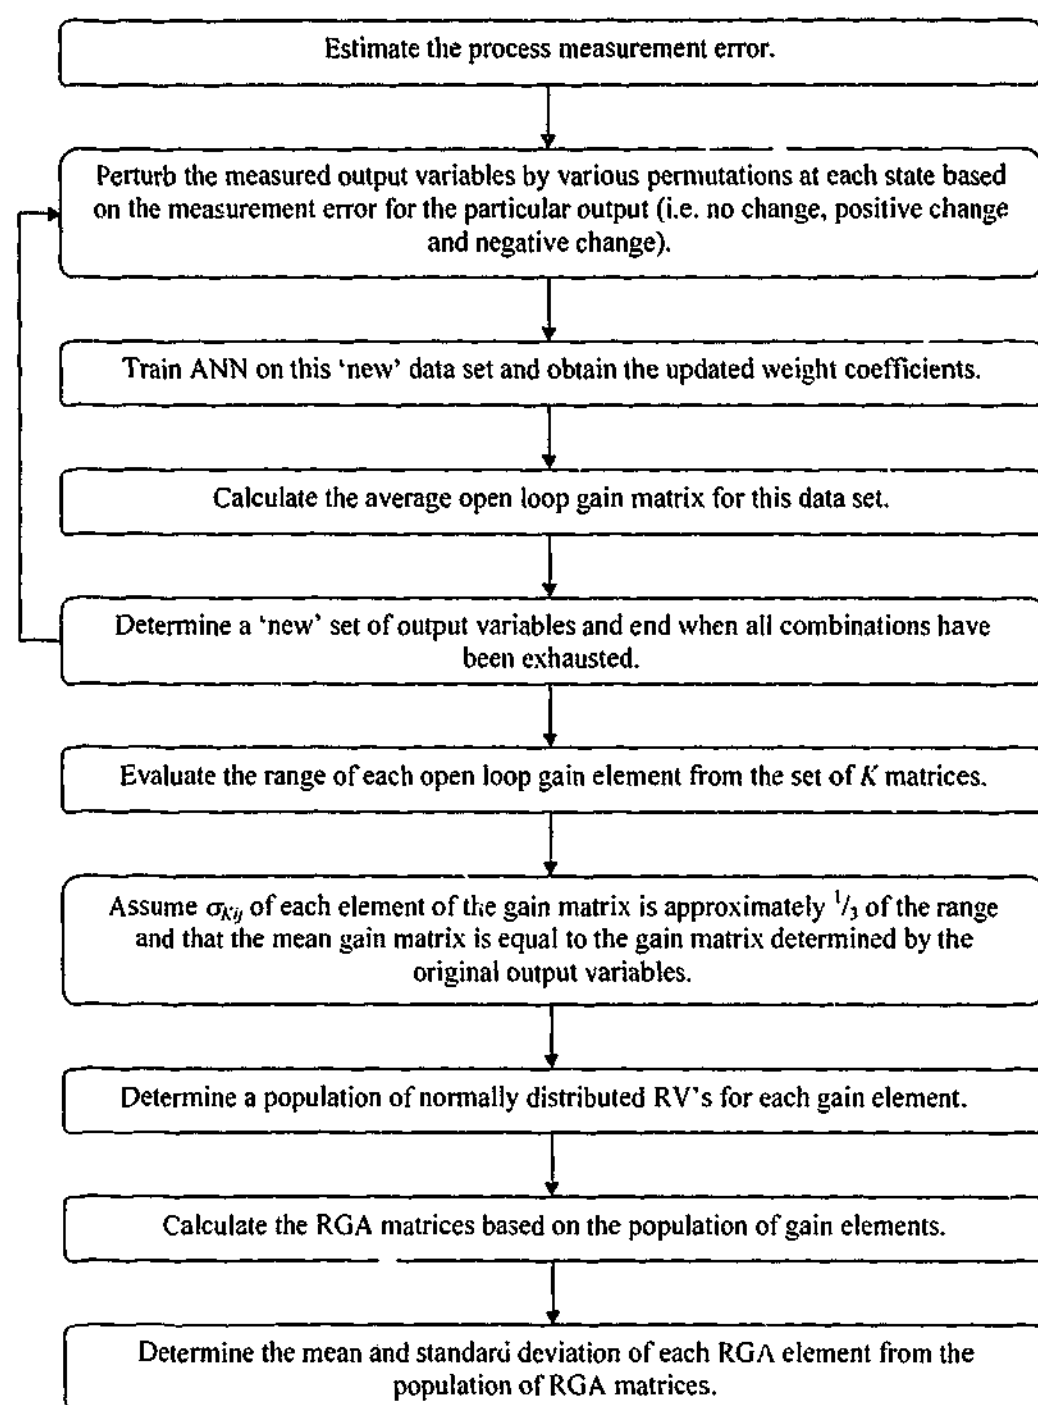 Estimate the process measurement error.
Perturb the measured output variables by various permutations at each state based
on the measurement error for the particular output (i.e. no change, positive change
and negative change).
Train ANN on this ‘new’ data set and obtain the updated weight coefficients.
Calculate the average open loop gain matrix for this data set.
Determine a ‘new’ set of output variables and end when all combinations have
been exhausted.
Evaluate the range of each open loop gain element from the set of K matrices.
Assume σKij of each element of the gain matrix is approximately 1/3 of the range
and that the mean gain matrix is equal to the gain matrix determined by the
original output variables.
Determine a population of normally distributed RV’s for each gain element.
Calculate the RGA matrices based on the population of gain elements.
Determine the mean and standard deviation of each RGA element from the
population of RGA matrices.